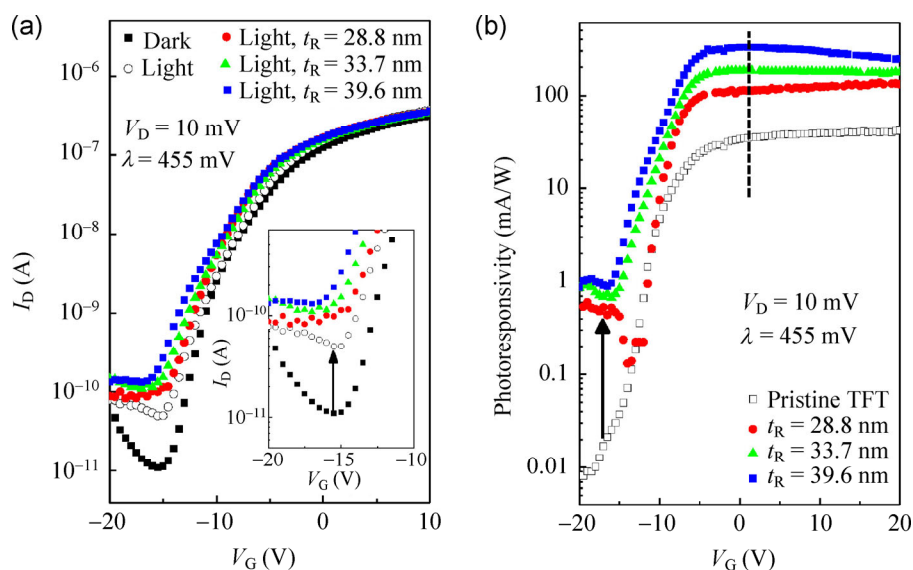 (a)
Dark
Light
Light, tR = 28.8 nm
Light, tR = 33.7 nm
Light, tR = 39.6 nm
VD = 10 mV
λ = 455 mV
ID (A)
10−6
10−7
10−8
10−9
10−10
10−11
−20
−10
0
10
VG (V)
ID (A)
10−10
10−11
−20
−15
−10
VG (V)
(b)
Photoresponsivity (mA/W)
100
10
1
0.1
0.01
VD = 10 mV
λ = 455 mV
Pristine TFT
tR = 28.8 nm
tR = 33.7 nm
tR = 39.6 nm
−20
−10
0
10
20
VG (V)